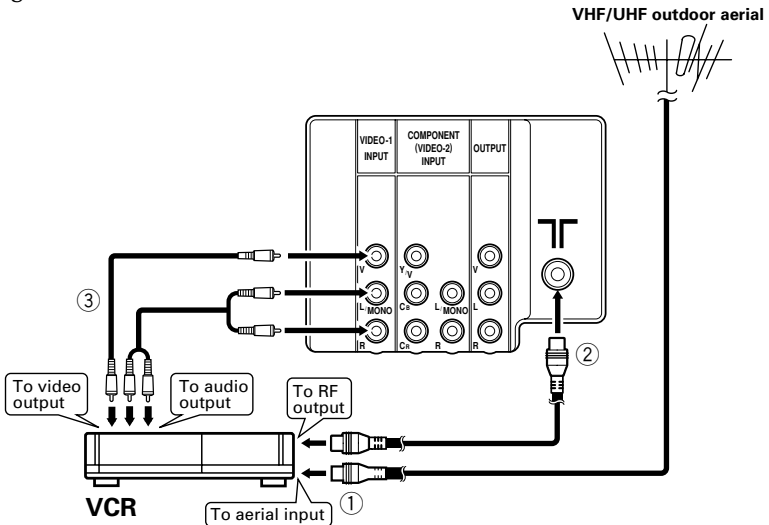 VHF/UHF outdoor aerial
VIDEO-1
INPUT
COMPONENT
(VIDEO-2)
INPUT
OUTPUT
V
Y/V
V
L/MONO
CB
L/MONO
L
R
CR
R
R
③
②
To video
output
To audio
output
To RF
output
VCR
To aerial input
①